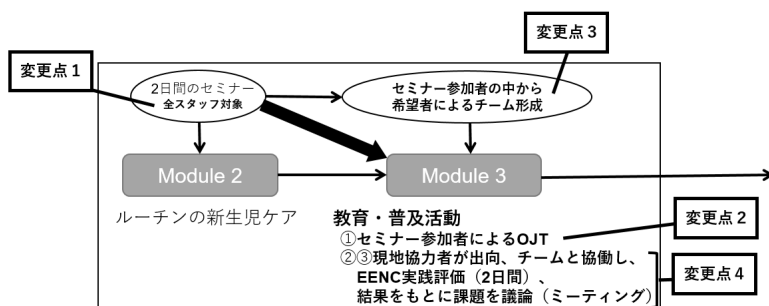 変更点3
変更点1
2日間のセミナー
全スタッフ対象
セミナー参加者の中から
希望者によるチーム形成
Module 2
Module 3
ルーチンの新生児ケア
教育・普及活動
①セミナー参加者によるOJT
②③現地協力者が出向、チームと協働し、
EENC実践評価（2日間）、
結果をもとに課題を議論（ミーティング）
変更点2
変更点4